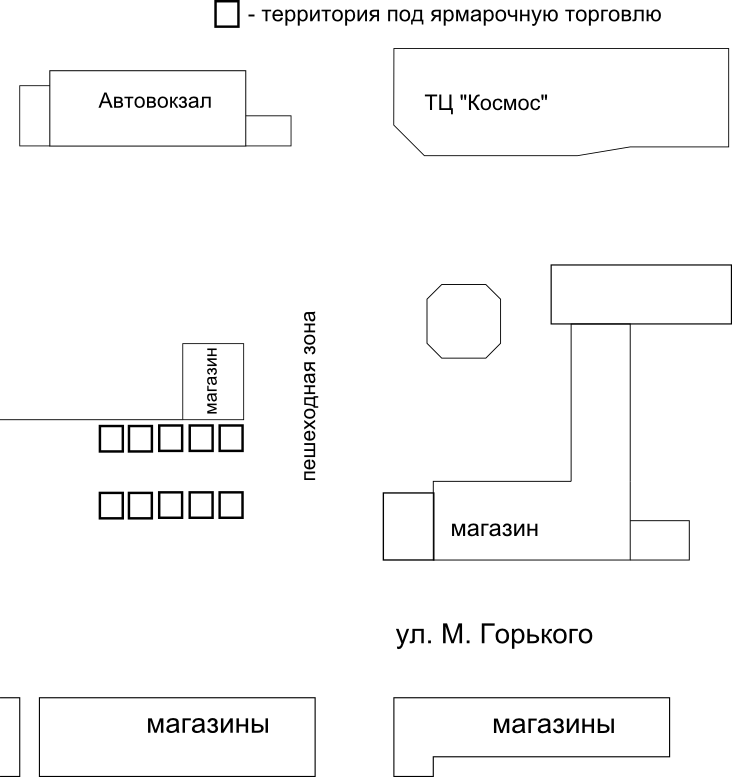 - территория под ярмарочную торговлю
Автовокзал
ТЦ "Космос"
магазин
пешеходная зона
магазин
ул. М. Горького
магазины
магазины